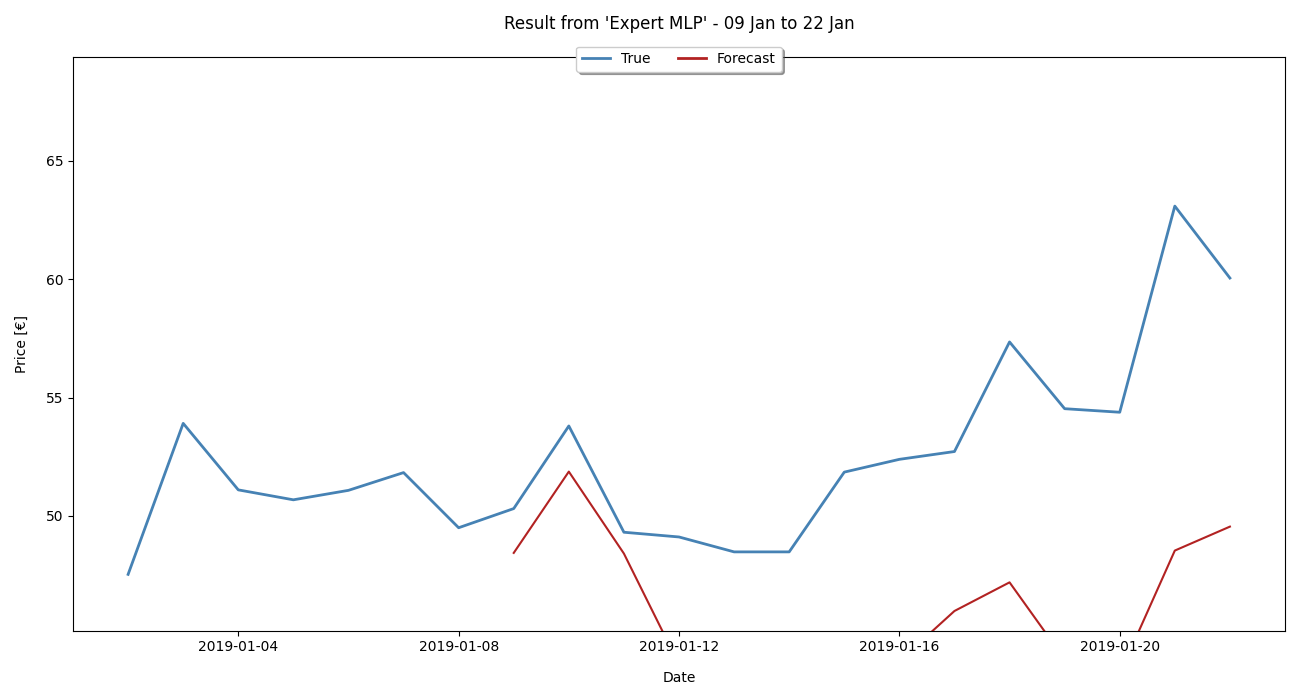 Result from 'Expert MLP' - 09 Jan to 22 Jan
True Forecast
65
60
55
50
Price [€]
2019-01-04 2019-01-08 2019-01-12 2019-01-16 2019-01-20
Date